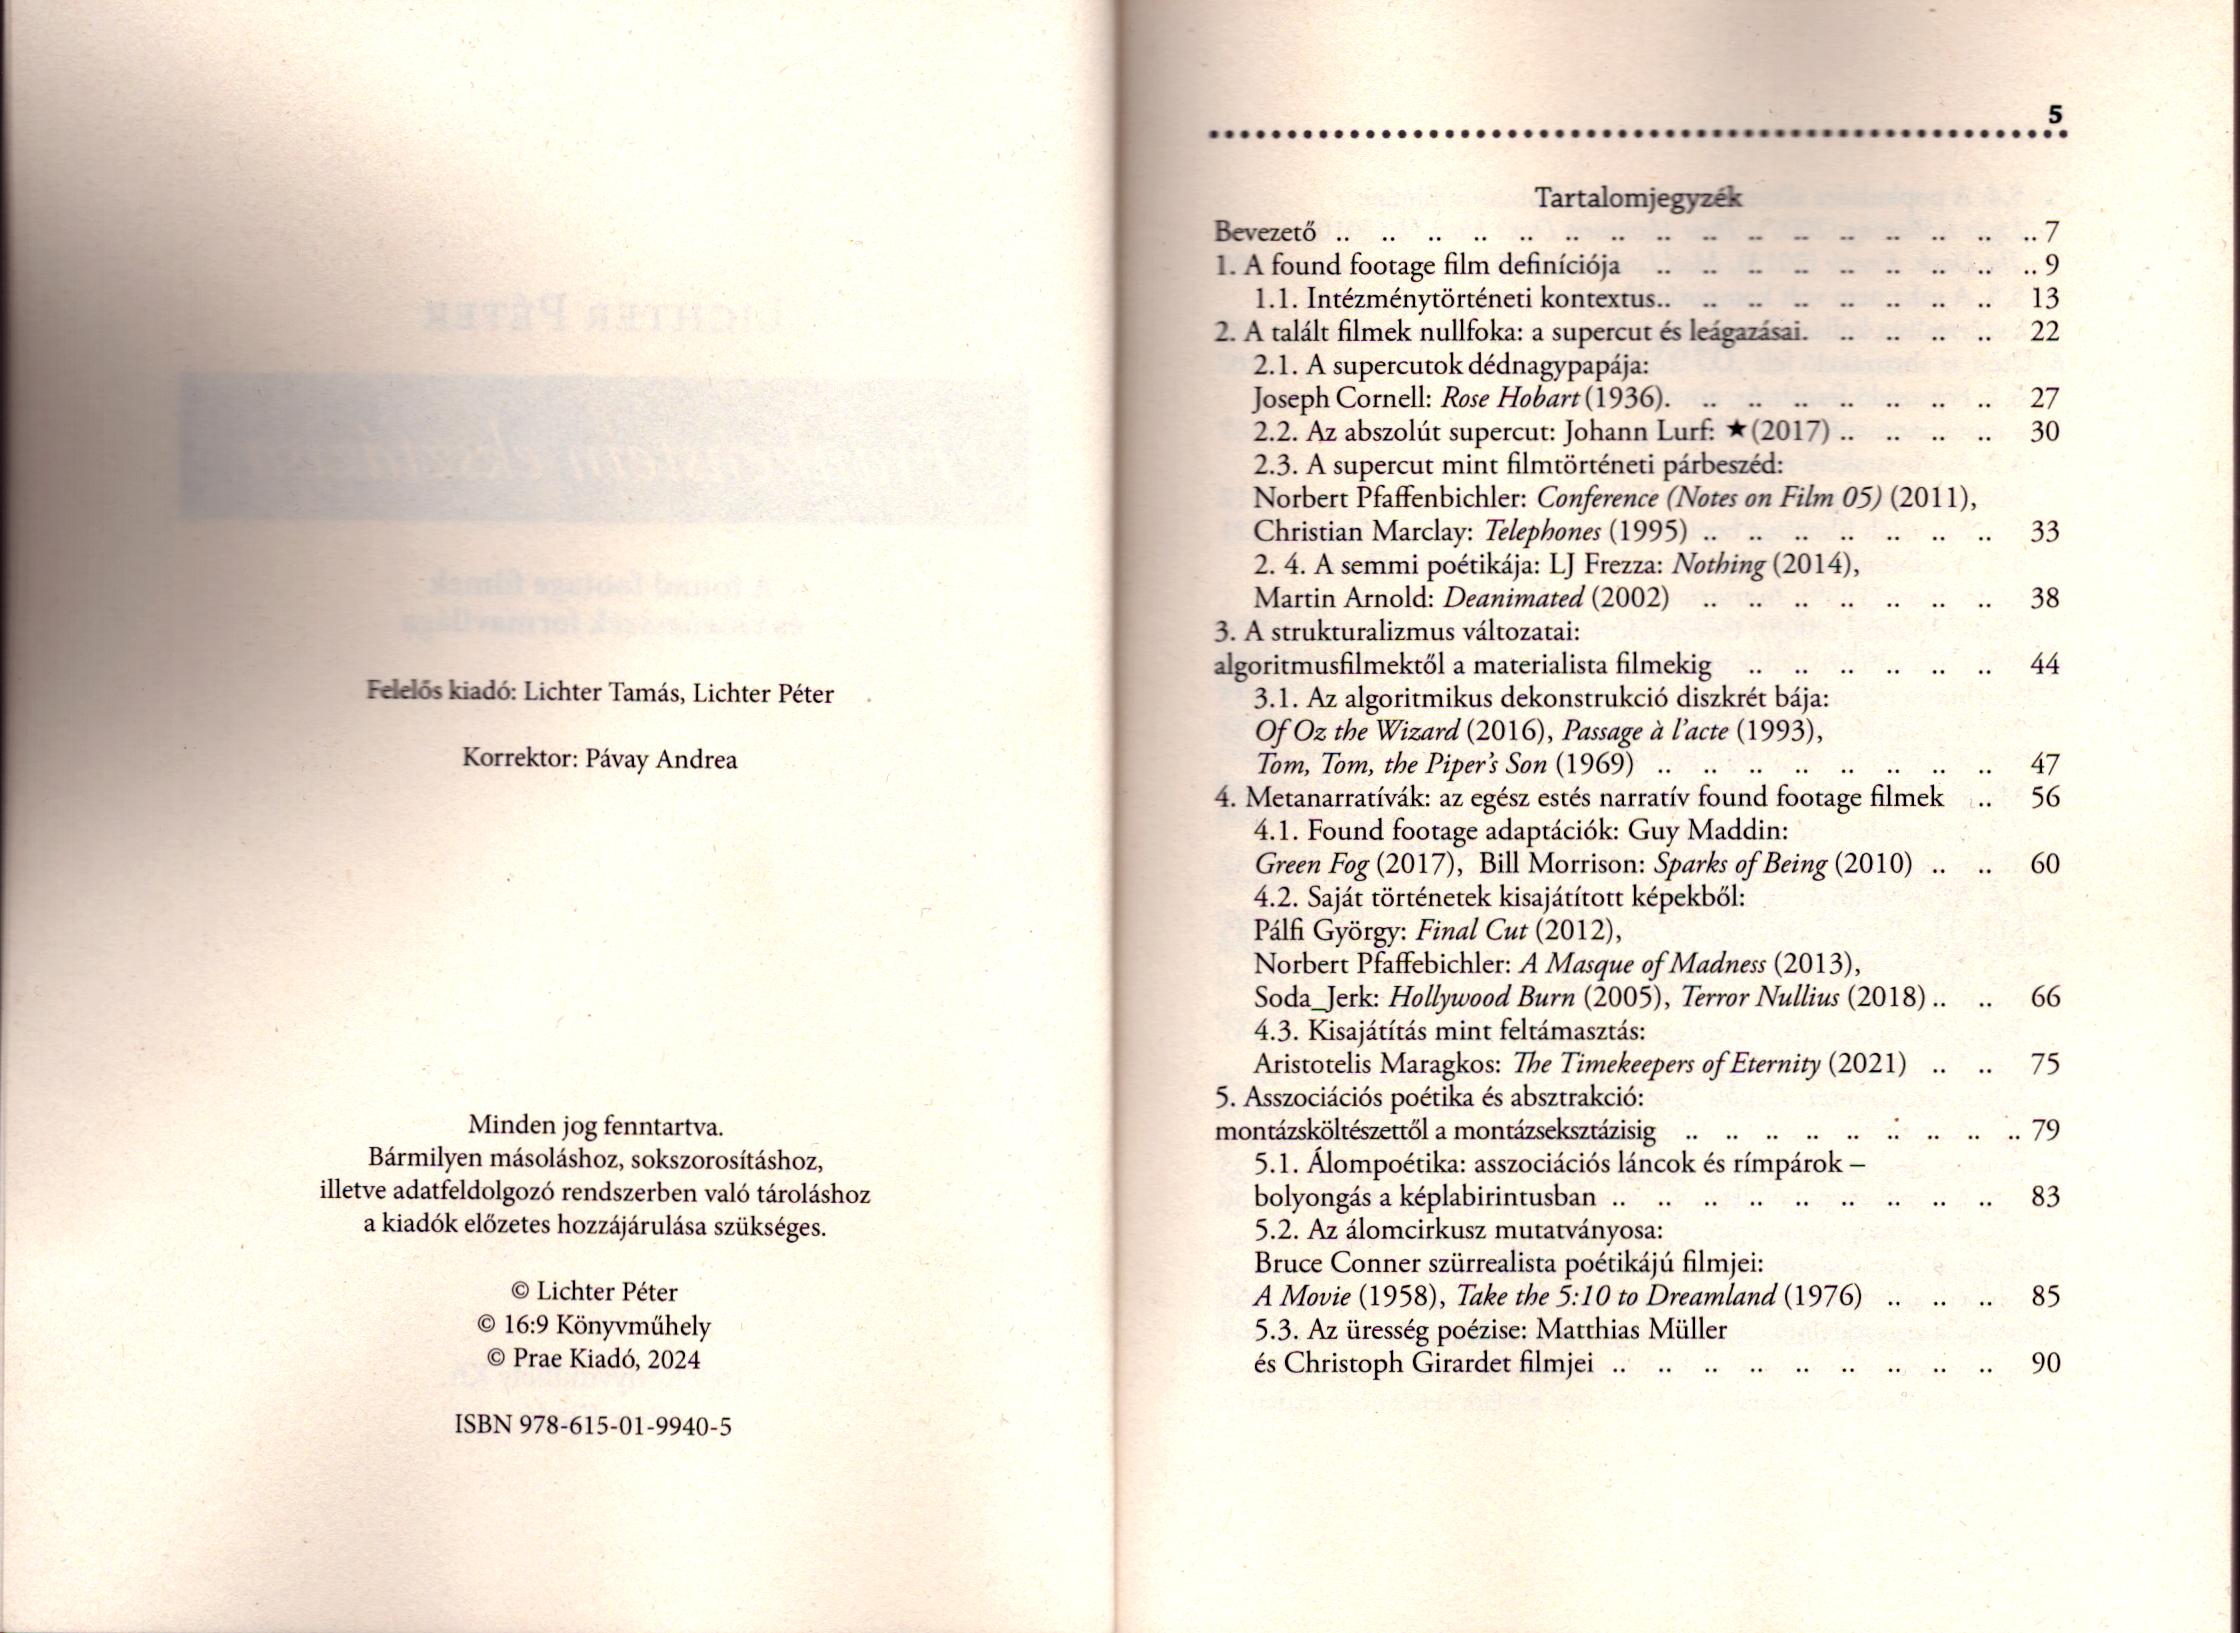 Felelős kiadó: Lichter Tamás, Lichter Péter
Korrektor: Pávay Andrea
Minden jog fenntartva.
Bármilyen másoláshoz, sokszorosításhoz,
illetve adatfeldolgozó rendszerben való tároláshoz
a kiadók előzetes hozzájárulása szükséges.
© Lichter Péter
© 16:9 Könyvműhely
© Prae Kiadó, 2024
ISBN 978-615-01-9940-5
5
Tartalomjegyzék
Bevezető .. .. .. .. .. .. .. .. .. .. .. .. .. .. .. .. 7
1. A found footage film definíciója .. .. .. .. .. .. .. .. .. 9
1.1. Intézménytörténeti kontextus.. .. .. .. .. .. .. .. 13
2. A talált filmek nullfoka: a supercut és leágazásai. .. .. .. .. 22
2.1. A supercutok dédnagypapája:
Joseph Cornell: Rose Hobart (1936). .. .. .. .. .. .. .. 27
2.2. Az abszolút supercut: Johann Lurf: ★ (2017) .. .. .. .. 30
2.3. A supercut mint filmtörténeti párbeszéd:
Norbert Pfaffenbichler: Conference (Notes on Film 05) (2011),
Christian Marclay: Telephones (1995) .. .. .. .. .. .. .. 33
2. 4. A semmi poétikája: LJ Frezza: Nothing (2014),
Martin Arnold: Deanimated (2002) .. .. .. .. .. .. .. 38
3. A strukturalizmus változatai:
algoritmusfilmektől a materialista filmekig .. .. .. .. .. .. 44
3.1. Az algoritmikus dekonstrukció diszkrét bája:
Of Oz the Wizard (2016), Passage à l’acte (1993),
Tom, Tom, the Piper’s Son (1969) .. .. .. .. .. .. .. .. 47
4. Metanarratívák: az egész estés narratív found footage filmek .. 56
4.1. Found footage adaptációk: Guy Maddin:
Green Fog (2017), Bill Morrison: Sparks of Being (2010) .. .. 60
4.2. Saját történetek kisajátított képekből:
Pálfi György: Final Cut (2012),
Norbert Pfaffebichler: A Masque of Madness (2013),
Soda_Jerk: Hollywood Burn (2005), Terror Nullius (2018) .. .. 66
4.3. Kisajátítás mint feltámasztás:
Aristotelis Maragkos: The Timekeepers of Eternity (2021) .. .. 75
5. Asszociációs poétika és absztrakció:
montázsköltészettől a montázseksztázisig .. .. .. .. .. .. .. .. .. 79
5.1. Álompoétika: asszociációs láncok és rímpárok –
bolyongás a képlabirintusban .. .. .. .. .. .. .. .. .. 83
5.2. Az álomcirkusz mutatványosa:
Bruce Conner szürrealista poétikájú filmjei:
A Movie (1958), Take the 5:10 to Dreamland (1976) .. .. .. 85
5.3. Az üresség poézise: Matthias Müller
és Christoph Girardet filmjei .. .. .. .. .. .. .. .. .. 90